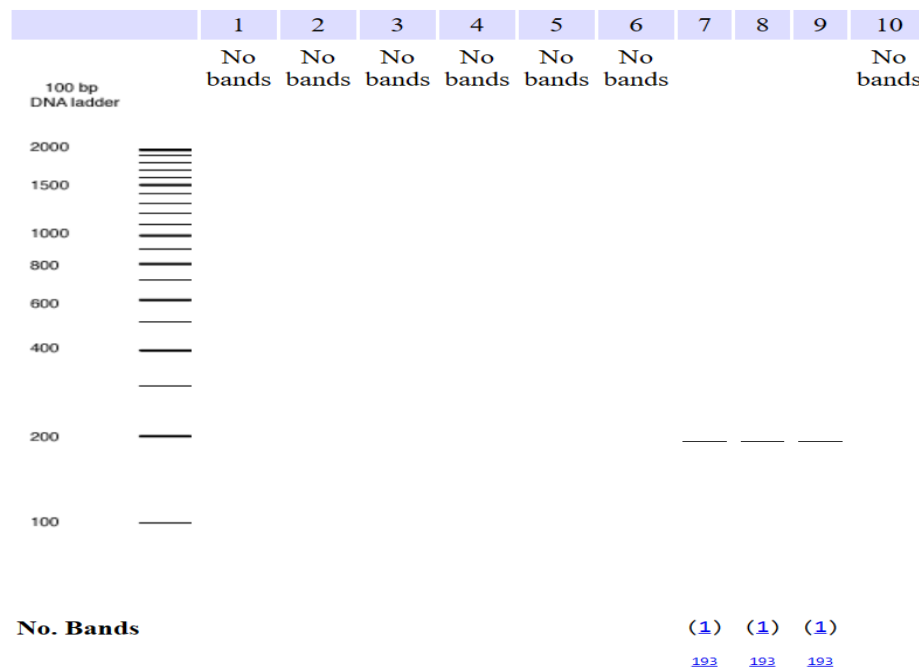 1 2 3 4 5 6 7 8 9 10
No No No No No No No
bands bands bands bands bands bands bands
100 bp
DNA ladder
2000
1500
1000
800
600
400
200
100
No. Bands (1) (1) (1)
193 193 193